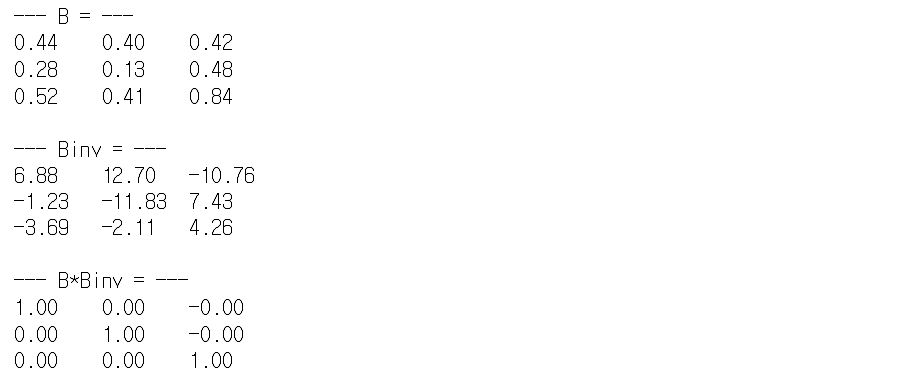 --- B = ---
0.44 0.40 0.42
0.28 0.13 0.48
0.52 0.41 0.84
--- Binv = ---
6.88 12.70 -10.76
-1.23 -11.83 7.43
-3.69 -2.11 4.26
--- B*Binv = ---
1.00 0.00 -0.00
0.00 1.00 -0.00
0.00 0.00 1.00